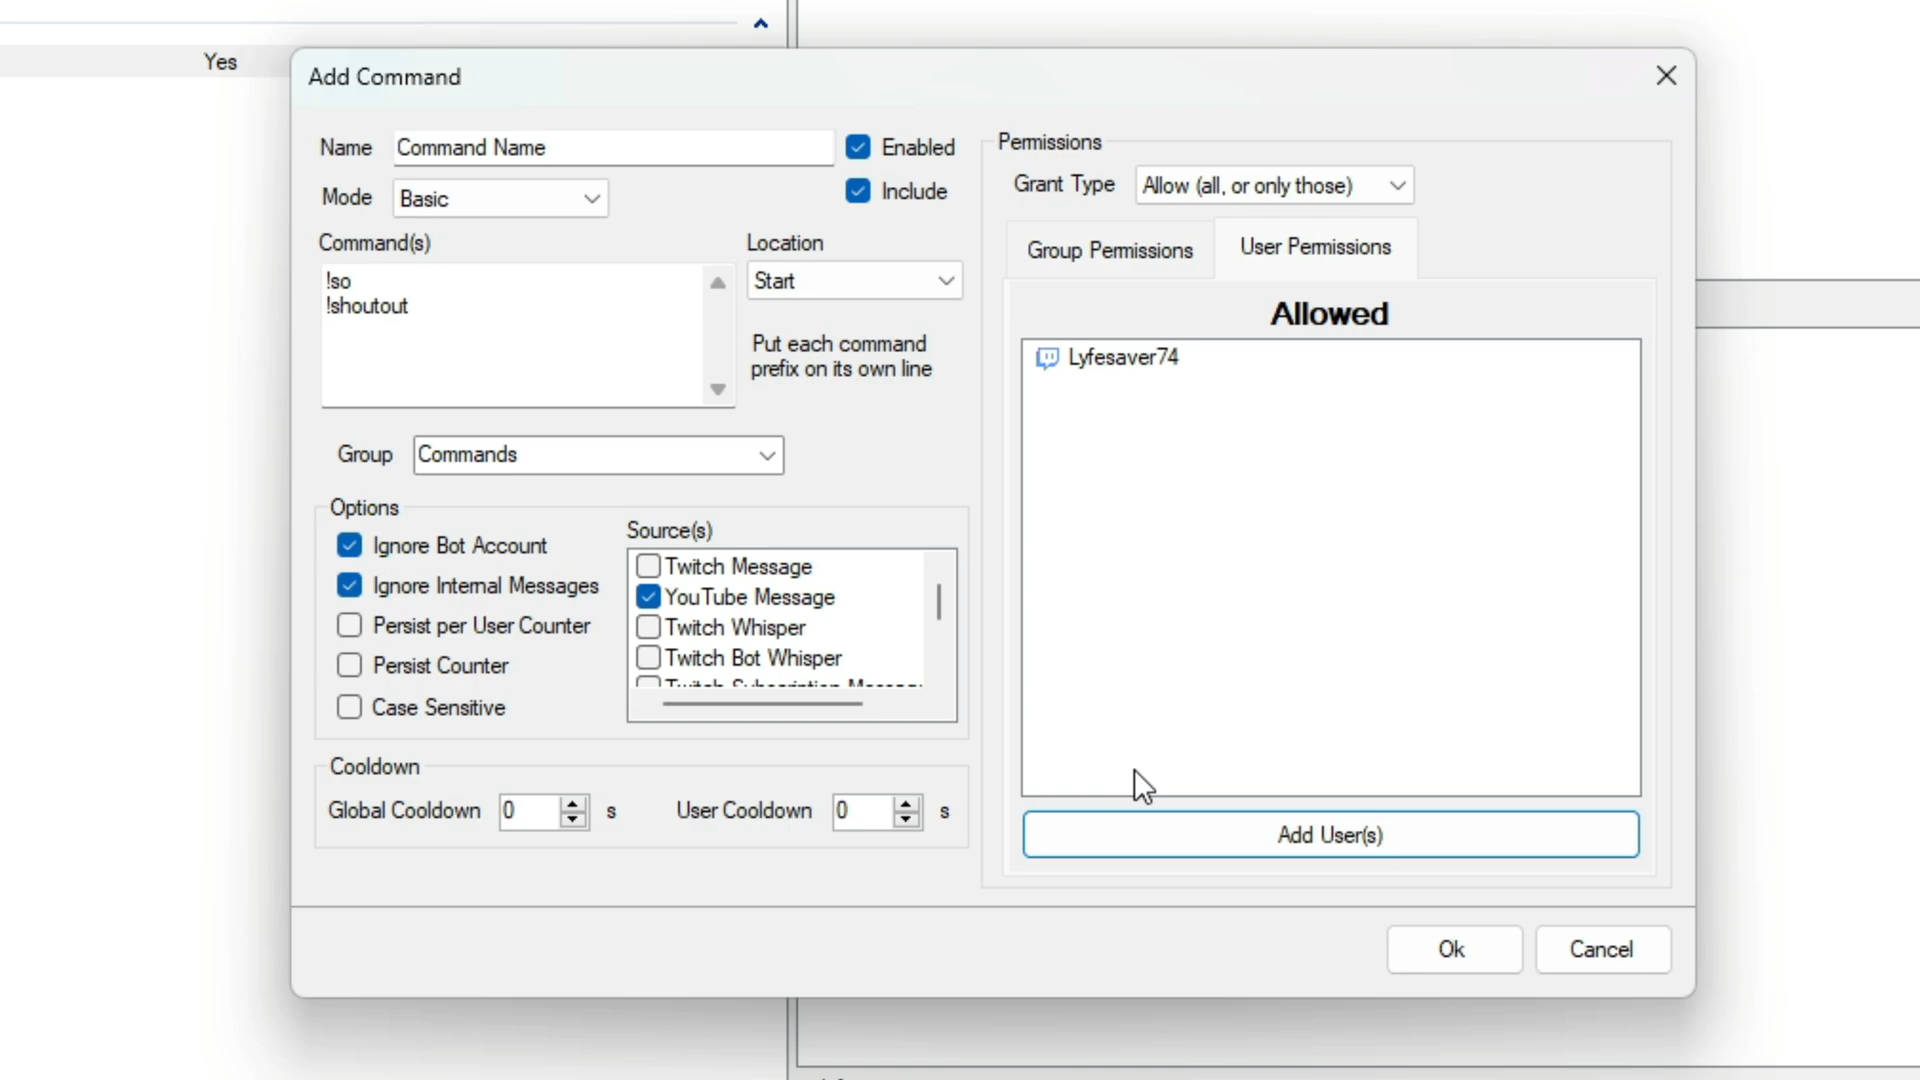 Yes
Add Command
Name
Command Name
Enabled
Mode
Basic
Include
Command(s)
Location
!so
!shoutout
Start
Put each command
prefix on its own line
Group
Commands
Options
Ignore Bot Account
Ignore Internal Messages
Persist per User Counter
Persist Counter
Case Sensitive
Source(s)
Twitch Message
YouTube Message
Twitch Whisper
Twitch Bot Whisper
Cooldown
Global Cooldown
0
s
User Cooldown
0
s
Permissions
Grant Type
Allow (all, or only those)
Group Permissions
User Permissions
Allowed
Lyfesaver74
Add User(s)
Ok
Cancel